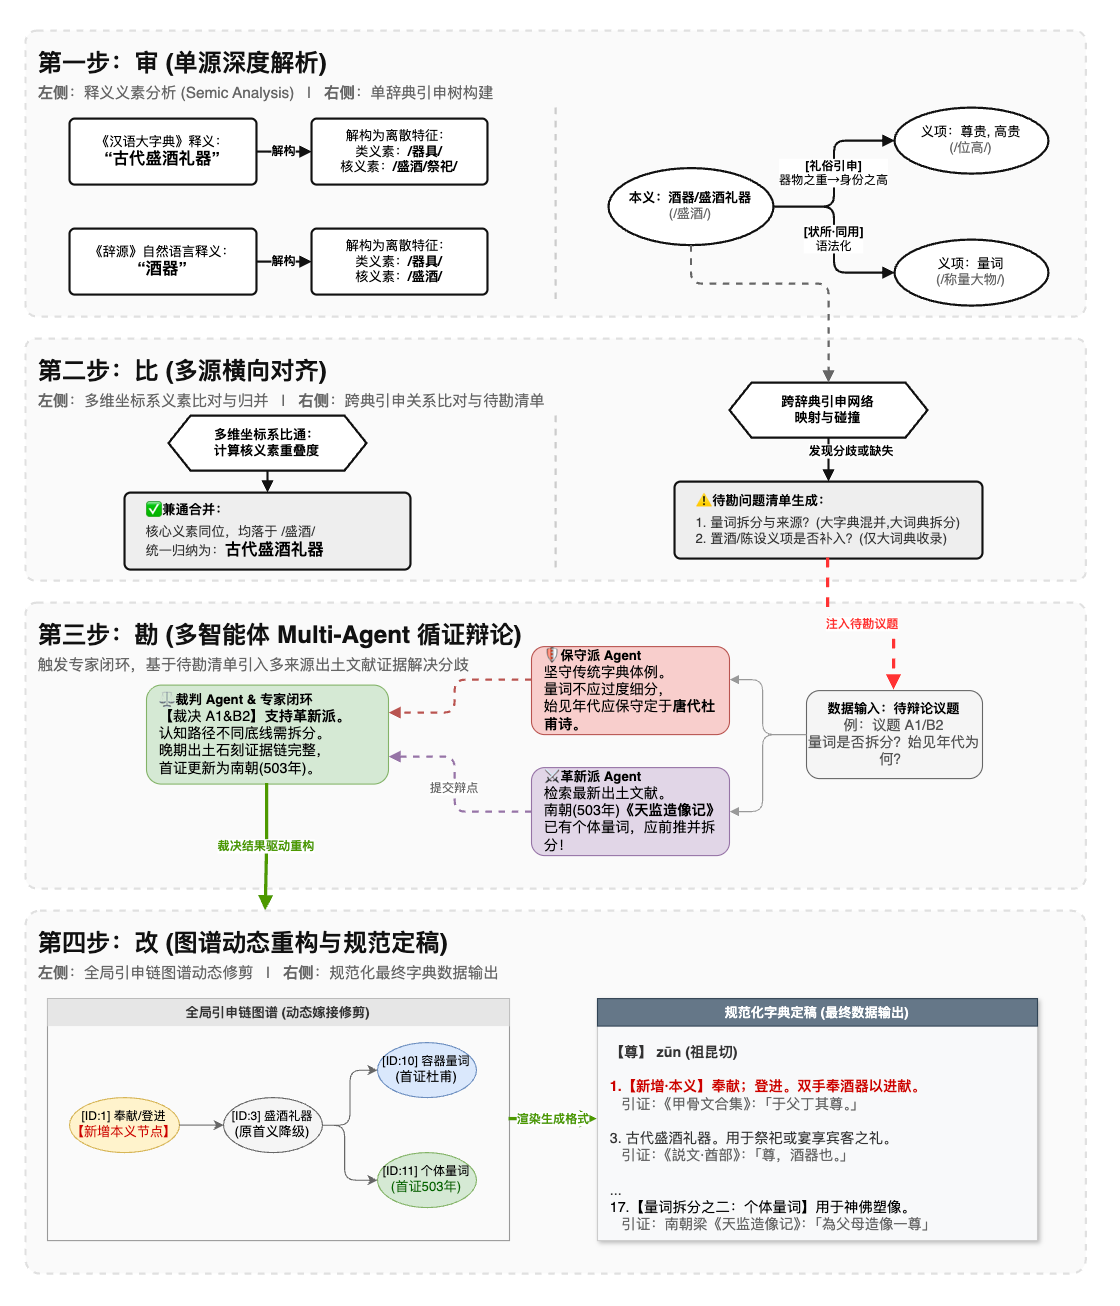 第一步：审 (单源深度解析)
左侧：释义义素分析 (Semic Analysis) | 右侧：单辞典引申树构建
《汉语大字典》释义：
“古代盛酒礼器”
解构
解构为离散特征：
类义素：/器具/
核义素：/盛酒/祭祀/
《辞源》自然语言释义：
“酒器”
解构
解构为离散特征：
类义素：/器具/
核义素：/盛酒/
本义：酒器/盛酒礼器
(/盛酒/)
[礼俗引申]
器物之重→身份之高
义项：尊贵, 高贵
(/位高/)
[状所·同用]
语法化
义项：量词
(/称量大物/)
第二步：比 (多源横向对齐)
左侧：多维坐标系义素比对与归并 | 右侧：跨典引申关系比对与待勘清单
多维坐标系比通：
计算核义素重叠度
✅兼通合并：
核心义素同位，均落于 /盛酒/
统一归纳为：古代盛酒礼器
跨辞典引申网络
映射与碰撞
发现分歧或缺失
⚠️待勘问题清单生成：
1. 量词拆分与来源？(大字典混并,大词典拆分)
2. 置酒/陈设义项是否补入？(仅大词典收录)
注入待勘议题
第三步：勘 (多智能体 Multi-Agent 循证辩论)
触发专家闭环，基于待勘清单引入多来源出土文献证据解决分歧
⚖️裁判 Agent & 专家闭环
【裁决 A1&B2】支持革新派。
认知路径不同底线需拆分。
晚期出土石刻证据链完整，
首证更新为南朝(503年)。
🛡️保守派 Agent
坚守传统字典体例。
量词不应过度细分，
始见年代应保守定于唐代杜
甫诗。
提交辩点
⚔️革新派 Agent
检索最新出土文献。
南朝(503年)《天监造像记》
已有个体量词，应前推并拆
分！
数据输入：待辩论议题
例：议题 A1/B2
量词是否拆分？始见年代为
何？
裁决结果驱动重构
第四步：改 (图谱动态重构与规范定稿)
左侧：全局引申链图谱动态修剪 | 右侧：规范化最终字典数据输出
全局引申链图谱 (动态嫁接修剪)
[ID:1] 奉献/登进
【新增本义节点】
[ID:3] 盛酒礼器
(原首义降级)
[ID:10] 容器量词
(首证杜甫)
[ID:11] 个体量词
(首证503年)
渲染生成格式
规范化字典定稿 (最终数据输出)
【尊】 zūn (祖昆切)
1.【新增·本义】奉献；登进。双手奉酒器以进献。
引证：《甲骨文合集》：「于父丁其尊。」
3. 古代盛酒礼器。用于祭祀或宴享宾客之礼。
引证：《説文·酋部》：「尊，酒器也。」
...
17.【量词拆分之二：个体量词】用于神佛塑像。
引证：南朝梁《天监造像记》：「為父母造像一尊」